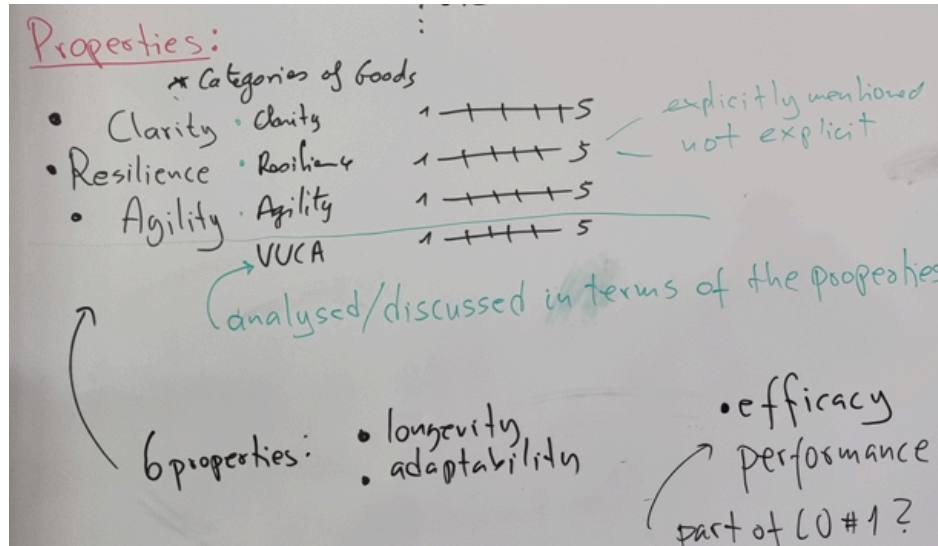 Properties:
* Categories of Goods
• Clarity • Clarity 1 5
• Resilience • Resilience 1 5
• Agility • Agility 1 5
VUCA 1 5
explicitly mentioned
not explicit
analysed/discussed in terms of the properties
6 properties: • longevity
• adaptability
• efficacy
performance
part of CO #1?